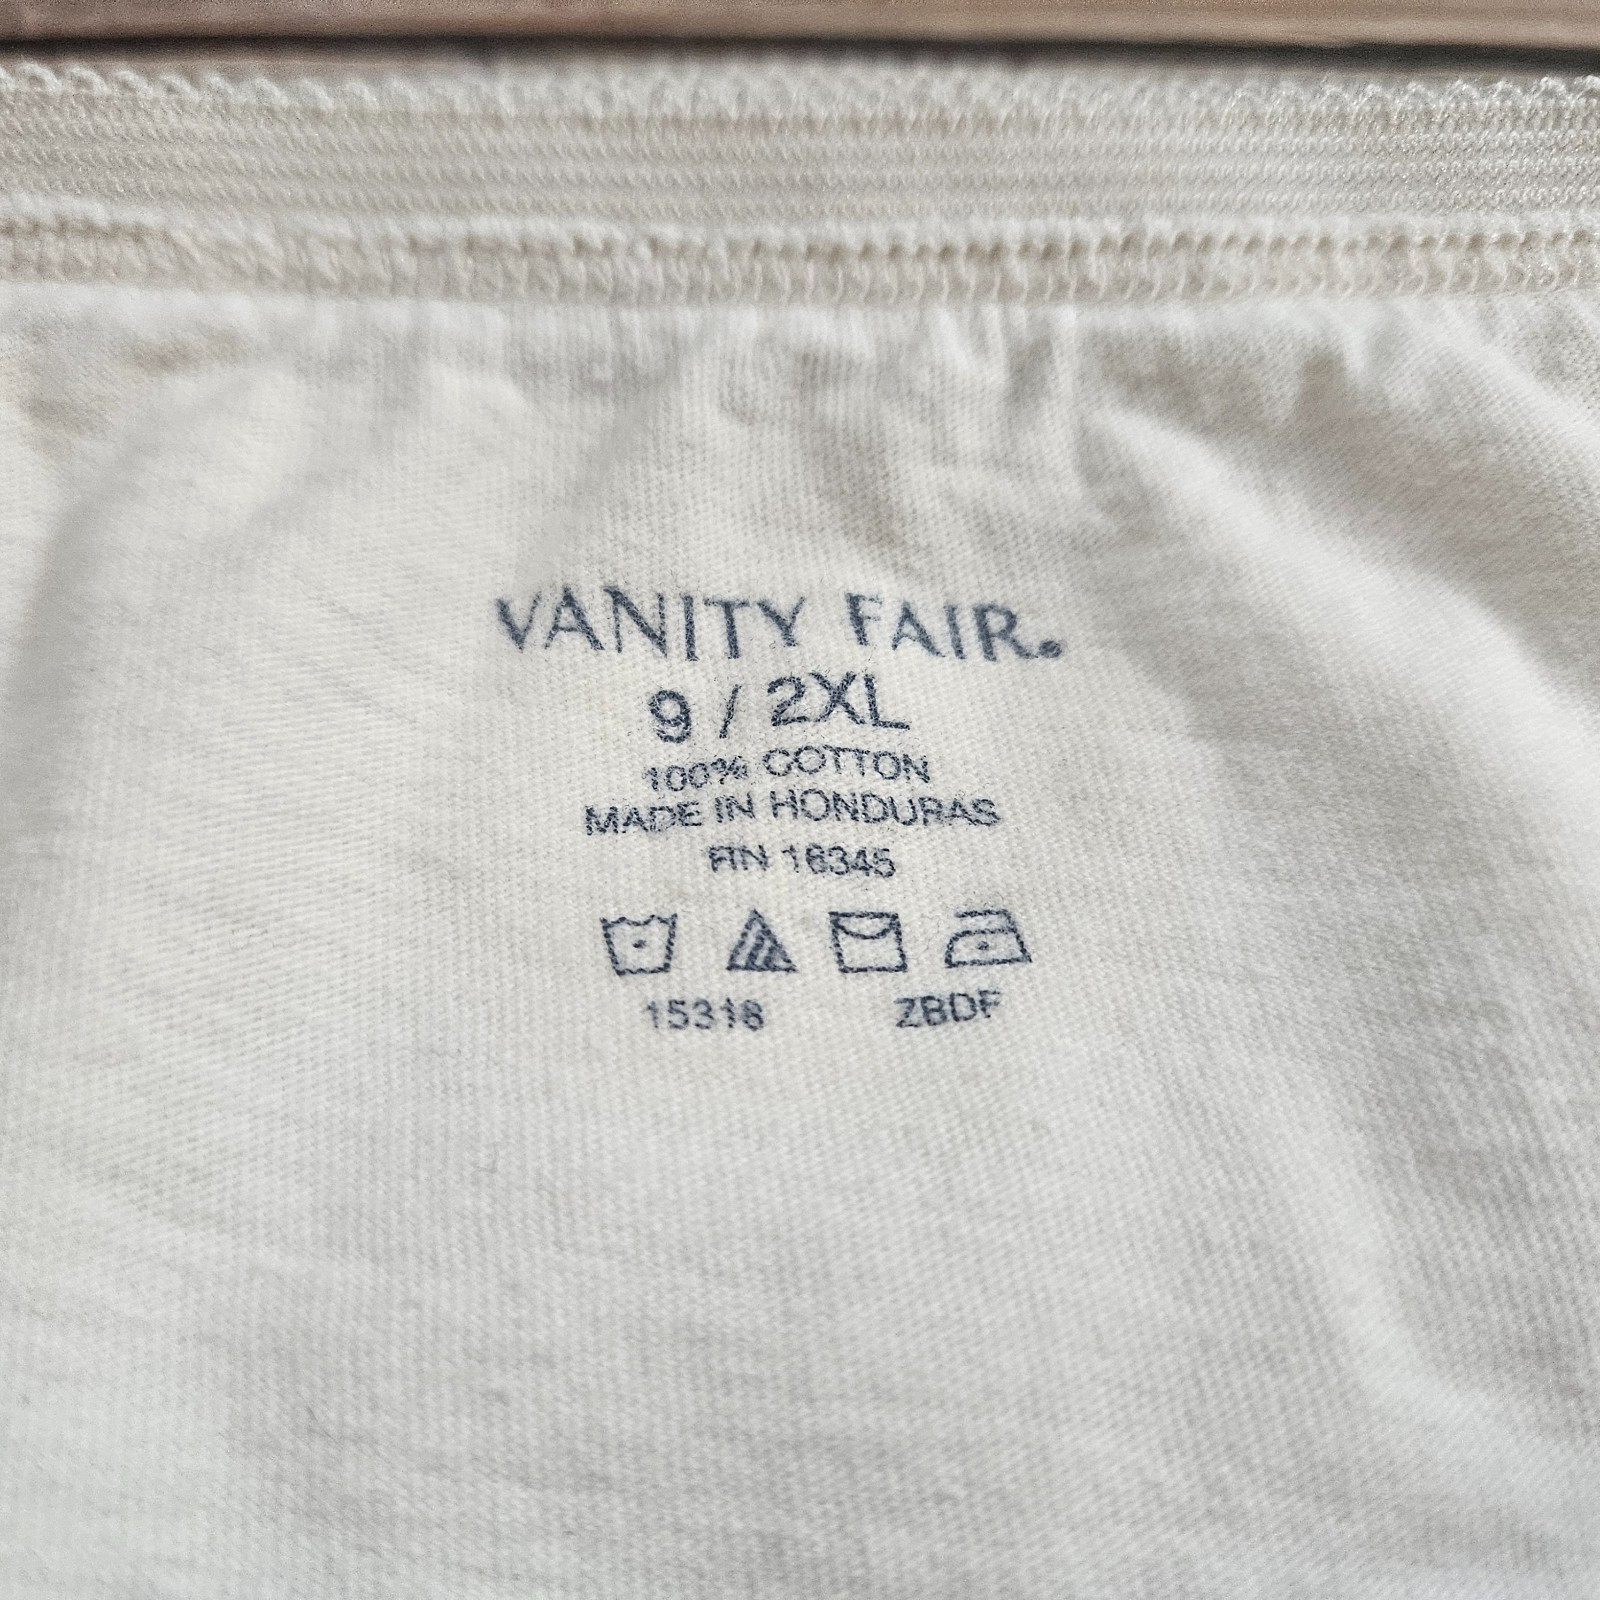 VANITY FAIR.
9 / 2XL
100% COTTON
MADE IN HONDURAS
RN 16345
15318 ZBDF